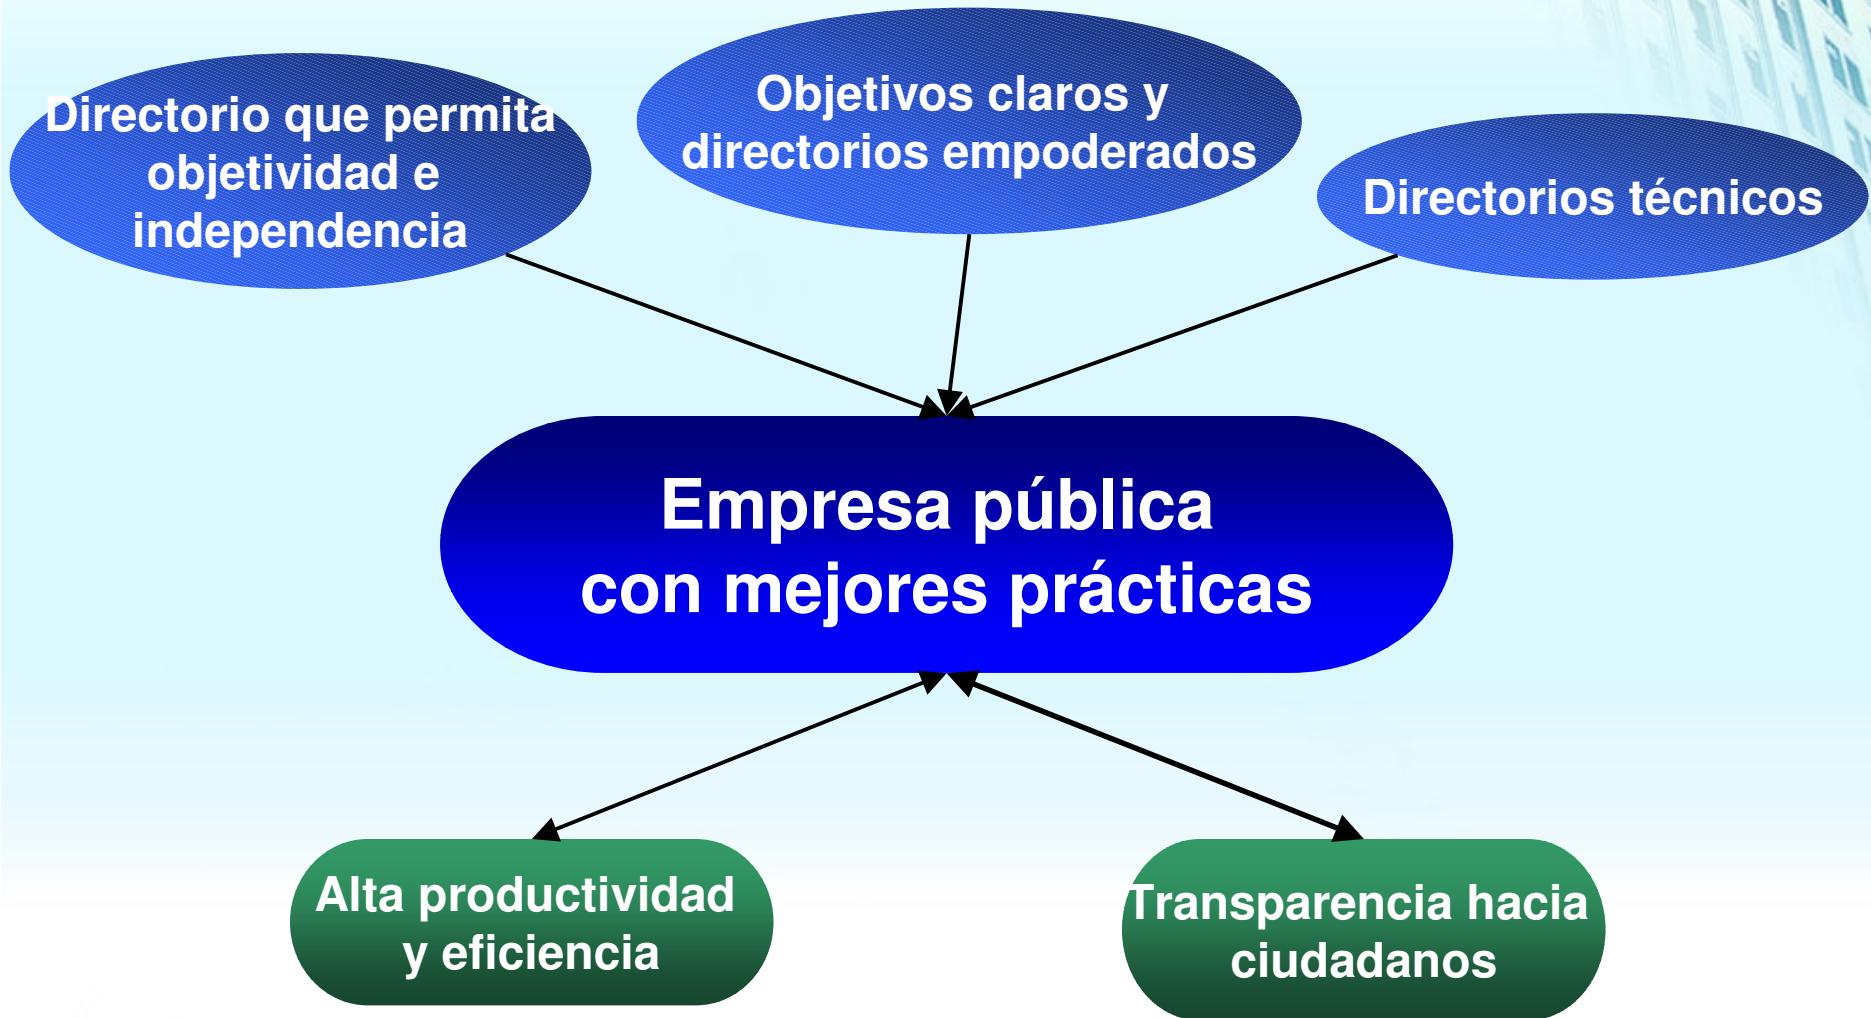 Directorio que permita
objetividad e
independencia
Objetivos claros y
directorios empoderados
Directorios técnicos
Empresa pública
con mejores prácticas
Alta productividad
y eficiencia
Transparencia hacia
ciudadanos